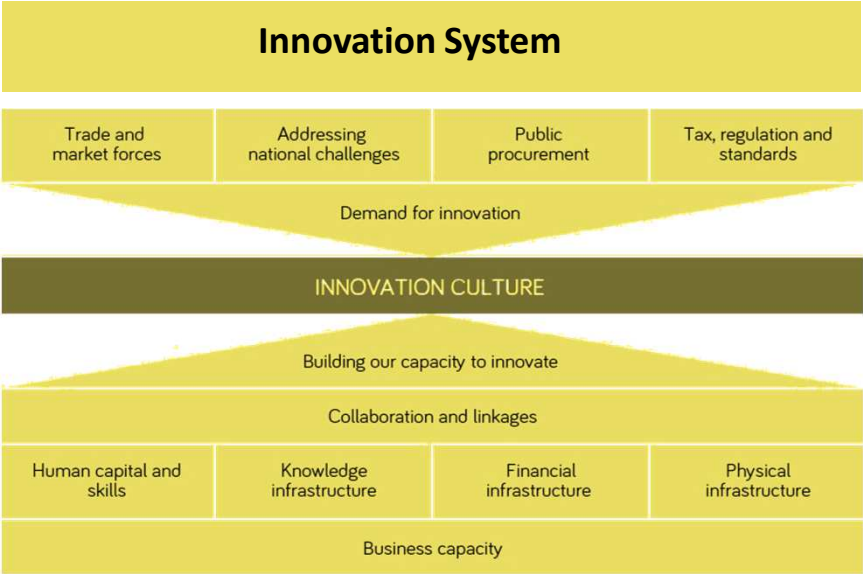 Innovation System
Trade and
market forces
Addressing
national challenges
Public
procurement
Tax, regulation and
standards
Demand for innovation
INNOVATION CULTURE
Building our capacity to innovate
Collaboration and linkages
Human capital and
skills
Knowledge
infrastructure
Financial
infrastructure
Physical
infrastructure
Business capacity